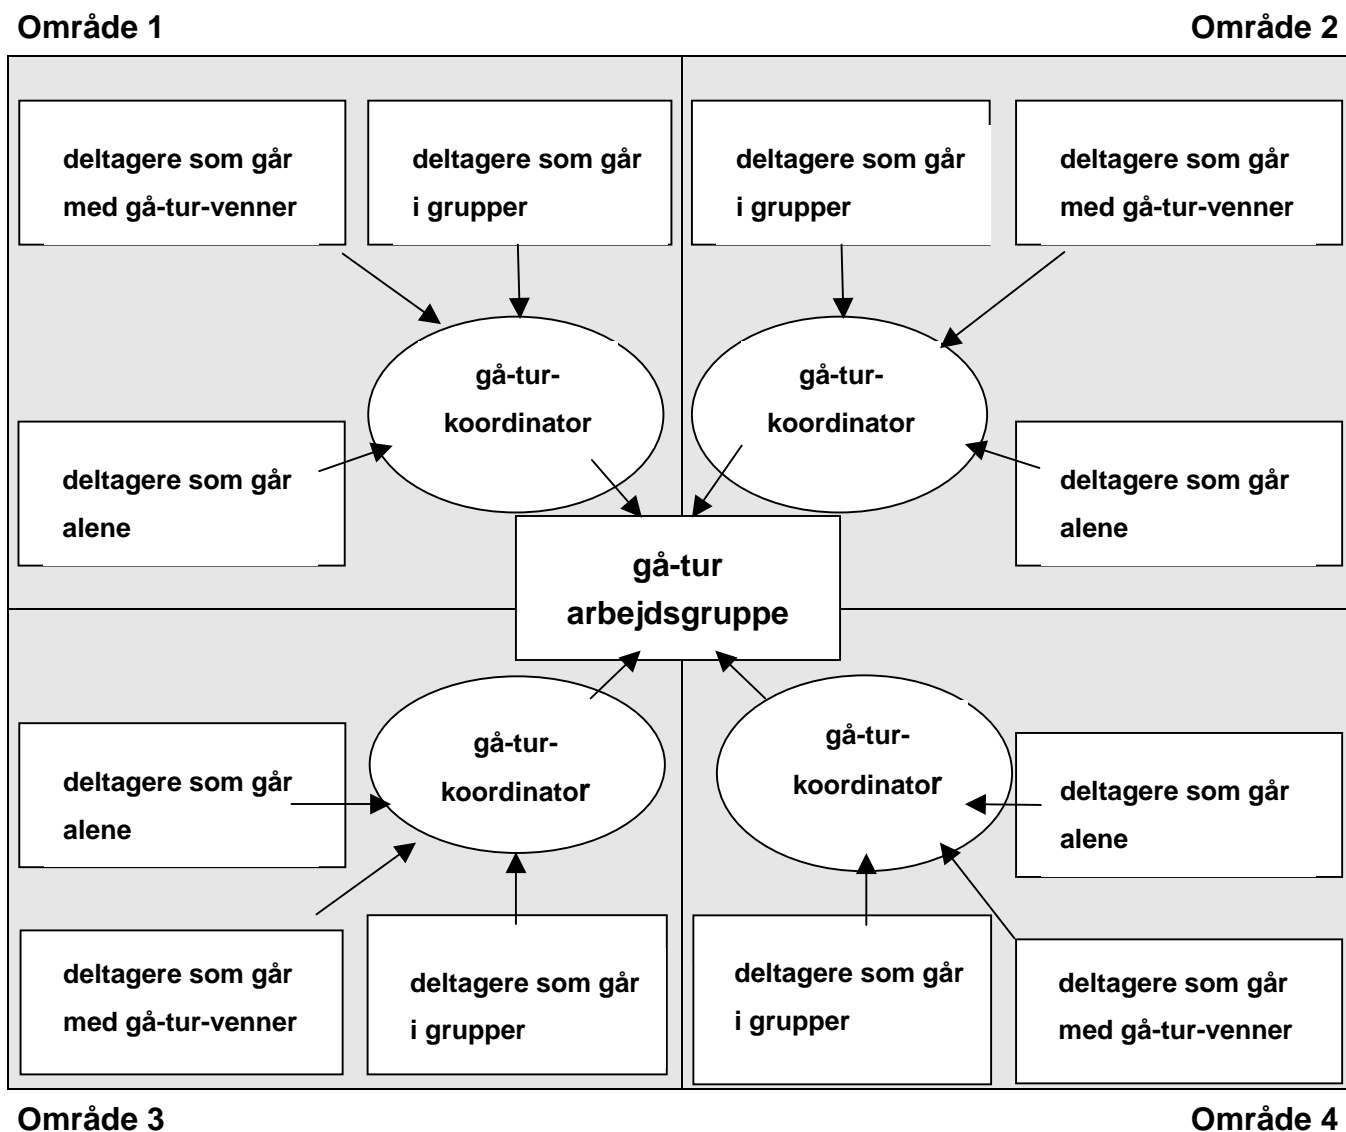 Område 1
Område 2
deltagere som går
med gå-tur-venner
deltagere som går
i grupper
deltagere som går
i grupper
deltagere som går
med gå-tur-venner
gå-tur-
koordinator
gå-tur-
koordinator
deltagere som går
alene
deltagere som går
alene
gå-tur
arbejdsgruppe
deltagere som går
alene
gå-tur-
koordinator
gå-tur-
koordinator
deltagere som går
alene
deltagere som går
med gå-tur-venner
deltagere som går
i grupper
deltagere som går
i grupper
deltagere som går
med gå-tur-venner
Område 3
Område 4